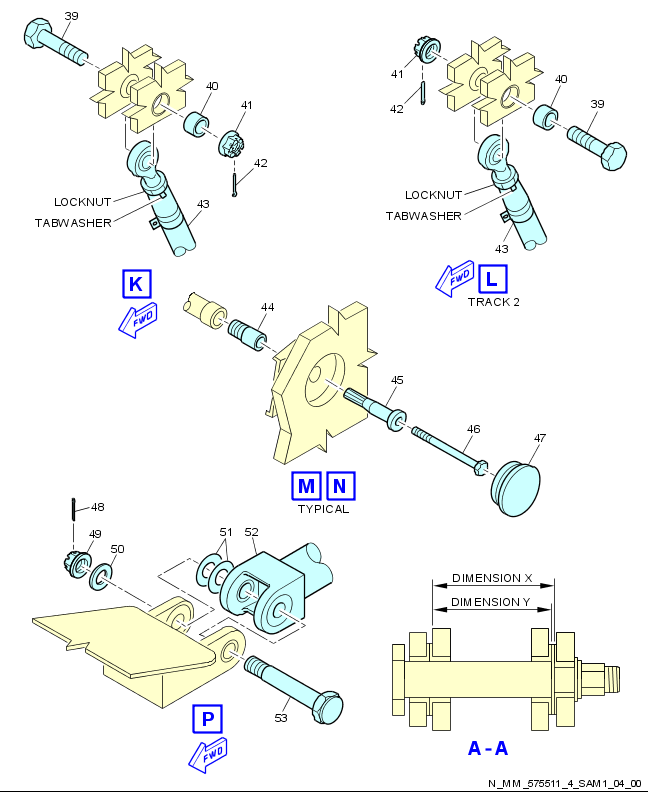 39
40
41
42
LOCKNUT
TABWASHER
43
K
FWD
41
42
40
39
LOCKNUT
TABWASHER
43
FWD
L
TRACK 2
44
45
46
47
M N
TYPICAL
48
49
50
51
52
53
P
FWD
DIMENSION X
DIMENSION Y
A - A
N_MM_575511_4_SAM1_04_00